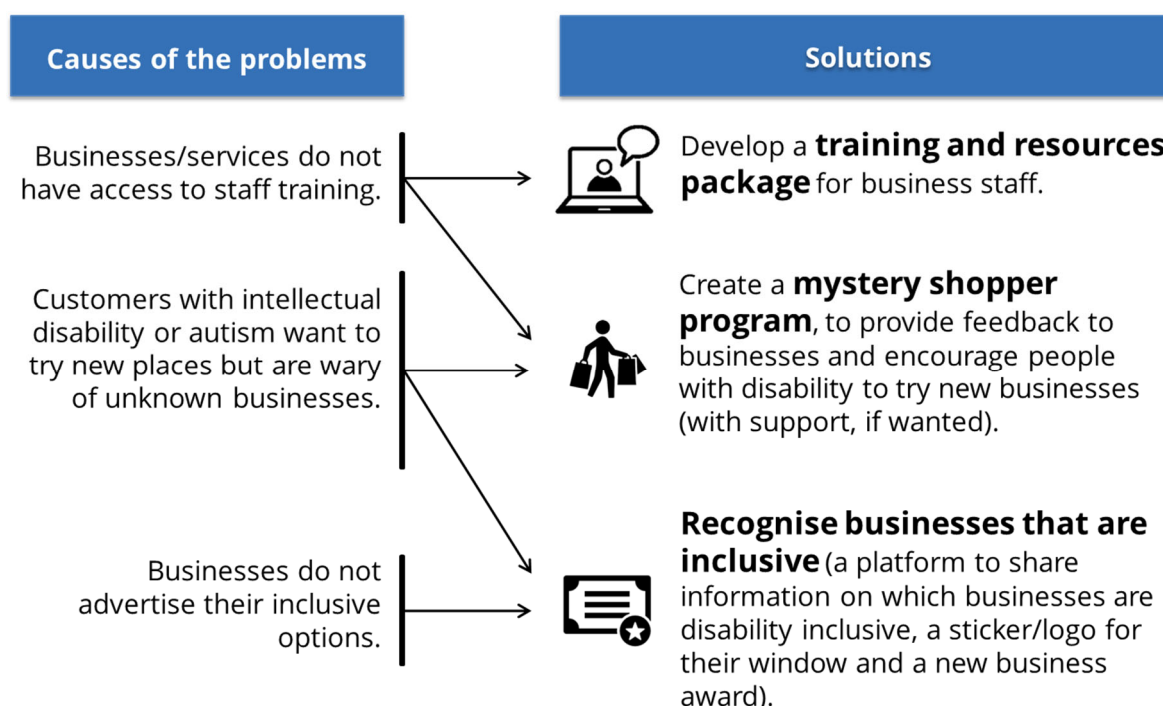 Causes of the problems
Solutions
Businesses/services do not
have access to staff training.
Develop a training and resources
package for business staff.
Customers with intellectual
disability or autism want to
try new places but are wary
of unknown businesses.
Create a mystery shopper
program, to provide feedback to
businesses and encourage people
with disability to try new businesses
(with support, if wanted).
Businesses do not
advertise their inclusive
options.
Recognise businesses that are
inclusive (a platform to share
information on which businesses are
disability inclusive, a sticker/logo for
their window and a new business
award).